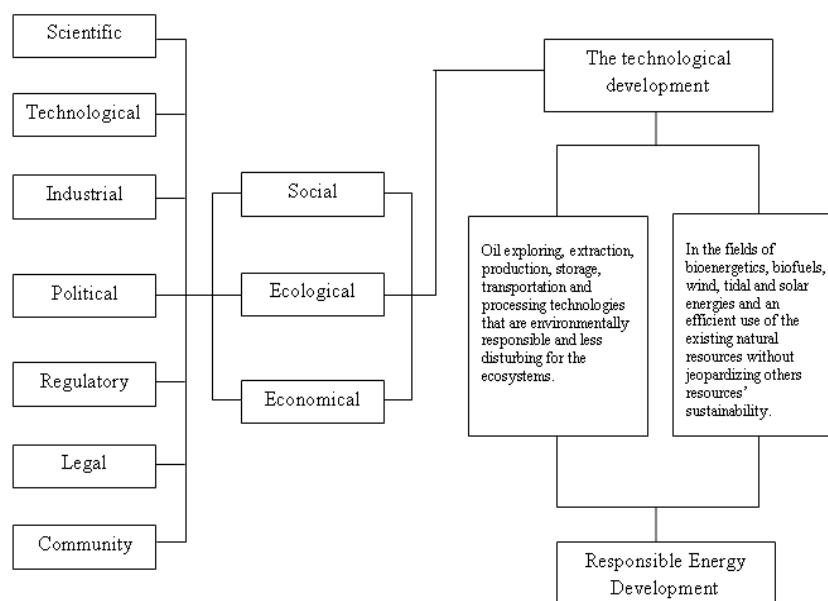 Scientific
Technological
Industrial
Political
Regulatory
Legal
Community
Social
Ecological
Economical
The technological
development
Oil exploring, extraction,
production, storage,
transportation and
processing technologies
that are environmentally
responsible and less
disturbing for the
ecosystems.
In the fields of
bioenergetics, biofuels,
wind, tidal and solar
energies and an
efficient use of the
existing natural
resources without
jeopardizing others
resources’
sustainability.
Responsible Energy
Development